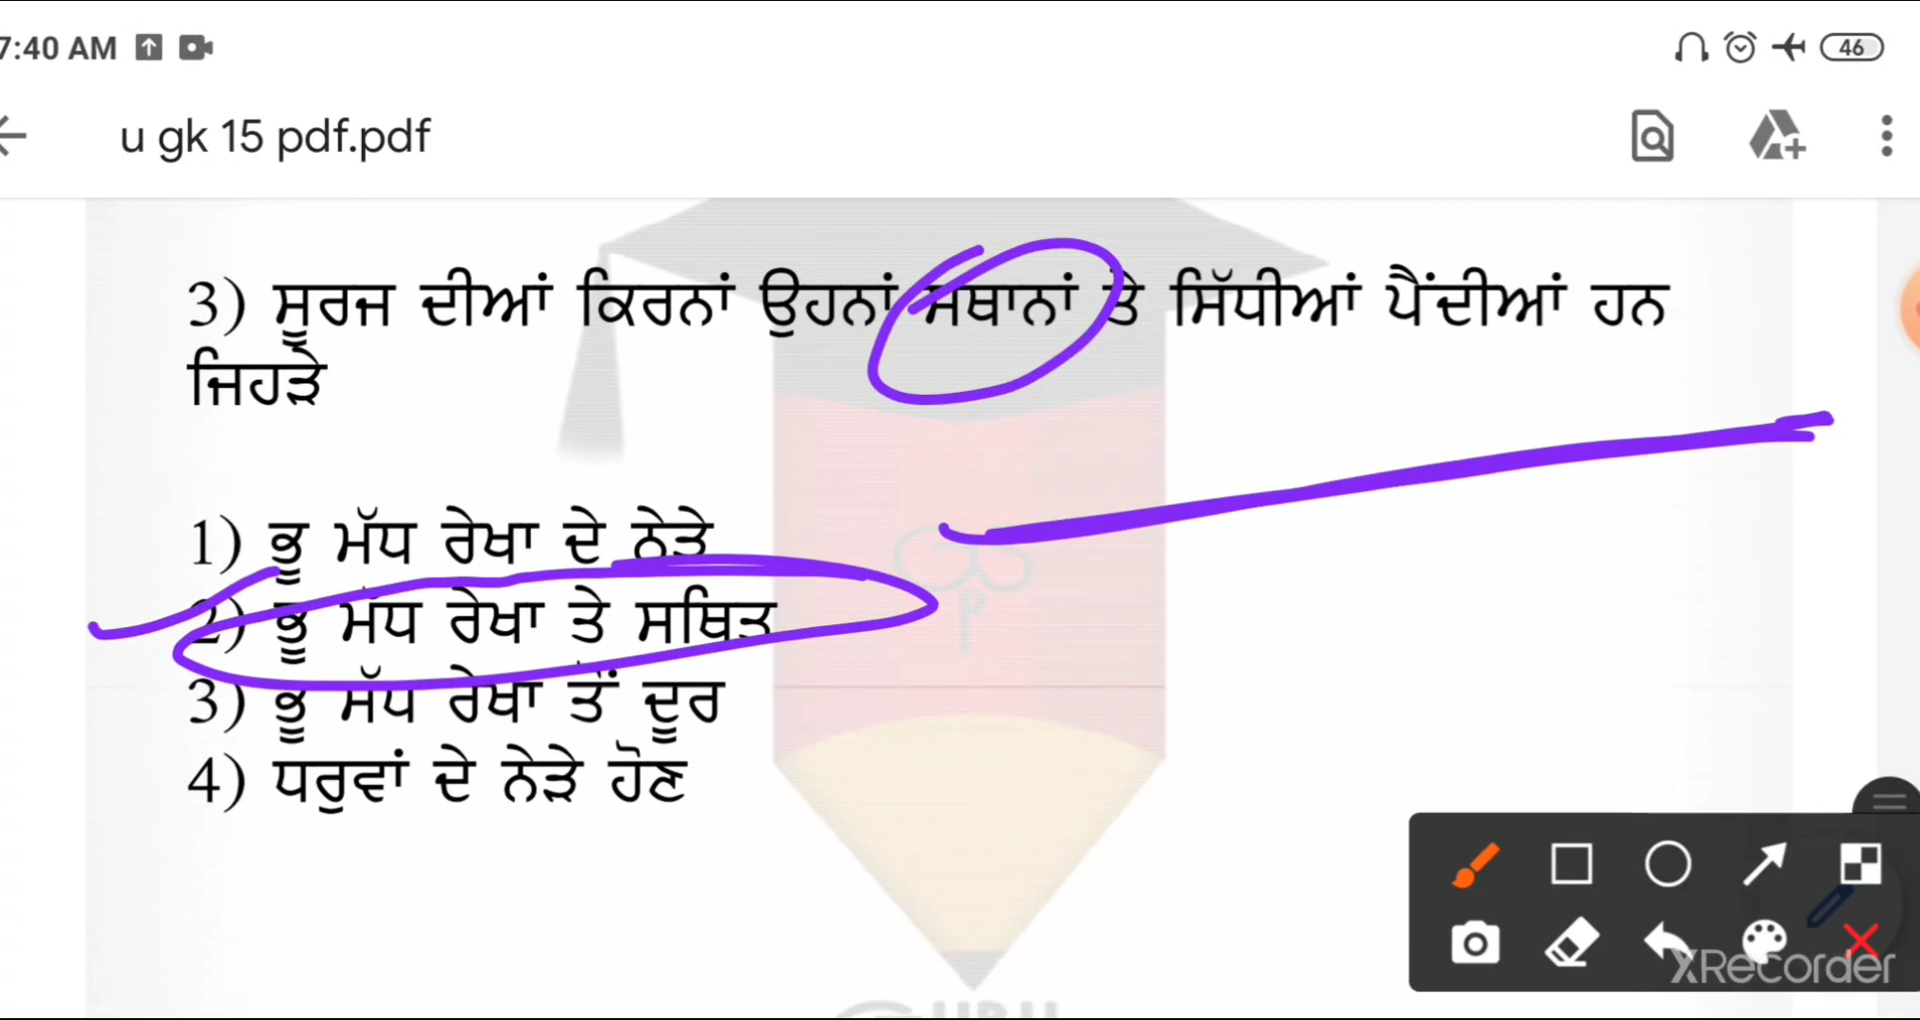 7:40 AM
46
u gk 15 pdf.pdf
3) ਸੂਰਜ ਦੀਆਂ ਕਿਰਨਾਂ ਉਹਨਾਂ ਸਥਾਨਾਂ ਤੇ ਸਿੱਧੀਆਂ ਪੈਂਦੀਆਂ ਹਨ
ਜਿਹੜੇ
1) ਭੂ ਮੱਧ ਰੇਖਾ ਦੇ ਨੇੜੇ
2) ਭੂ ਮੱਧ ਰੇਖਾ ਤੇ ਸਥਿਤ
3) ਭੂ ਮੱਧ ਰੇਖਾ ਤੋਂ ਦੂਰ
4) ਧਰੁਵਾਂ ਦੇ ਨੇੜੇ ਹੋਣ
XRecorder